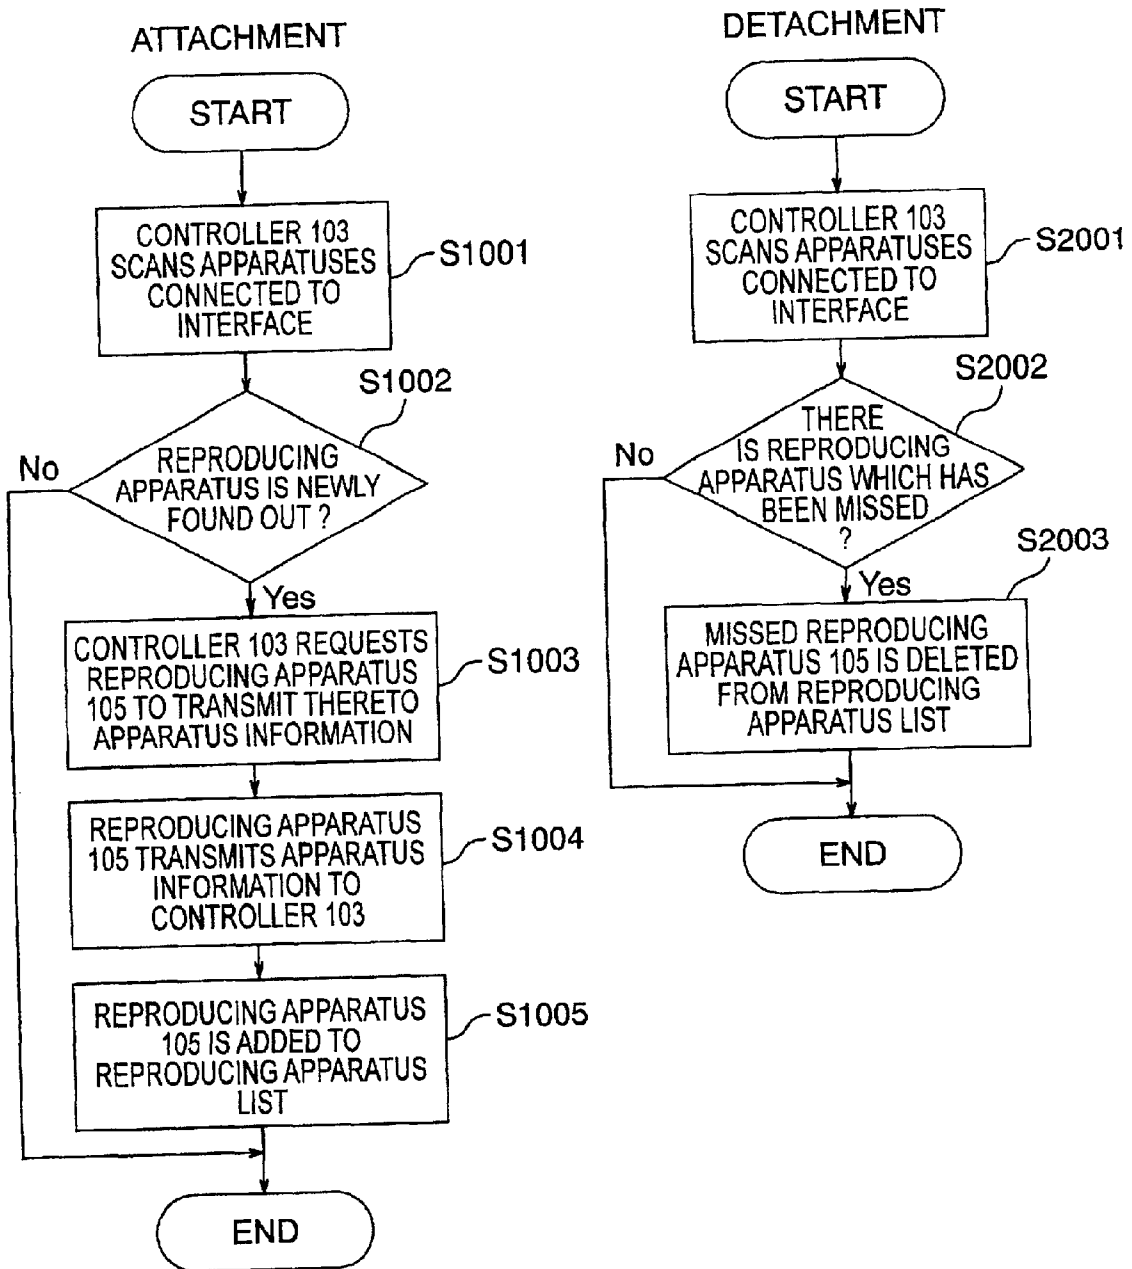 ATTACHMENT
START
CONTROLLER 103
SCANS APPARATUSES
CONNECTED TO
INTERFACE
S1001
S1002
REPRODUCING
APPARATUS IS NEWLY
FOUND OUT ?
No
Yes
CONTROLLER 103 REQUESTS
REPRODUCING APPARATUS
105 TO TRANSMIT THERETO
APPARATUS INFORMATION
S1003
REPRODUCING APPARATUS
105 TRANSMITS APPARATUS
INFORMATION TO
CONTROLLER 103
S1004
REPRODUCING APPARATUS
105 IS ADDED TO
REPRODUCING APPARATUS
LIST
S1005
END
DETACHMENT
START
CONTROLLER 103
SCANS APPARATUSES
CONNECTED TO
INTERFACE
S2001
S2002
THERE
IS REPRODUCING
APPARATUS WHICH HAS
BEEN MISSED
?
No
Yes
S2003
MISSED REPRODUCING
APPARATUS 105 IS DELETED
FROM REPRODUCING
APPARATUS LIST
END